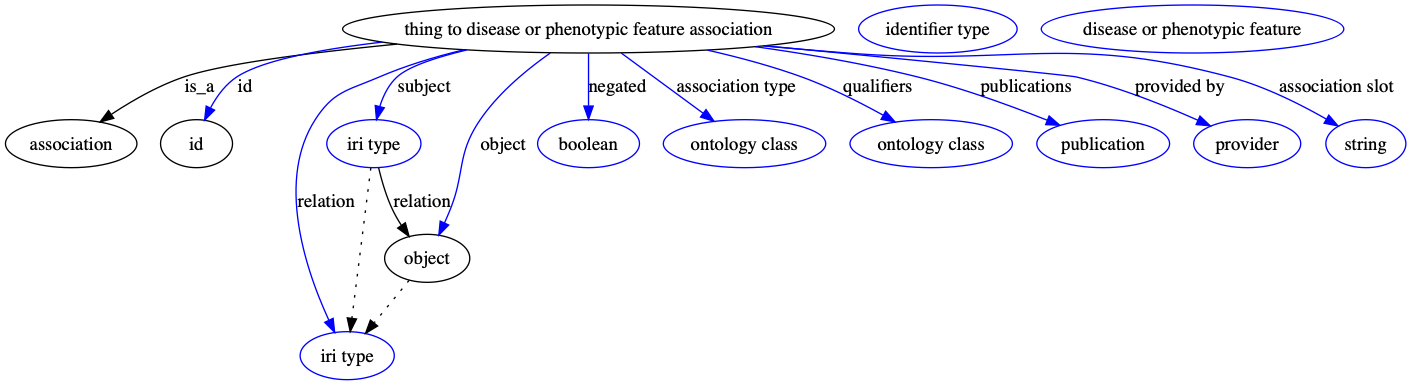 thing to disease or phenotypic feature association
identifier type
disease or phenotypic feature
is_a
id
subject
negated
association type
qualifiers
publications
provided by
association slot
association
id
iri type
object
boolean
ontology class
ontology class
publication
provider
string
relation
relation
object
iri type